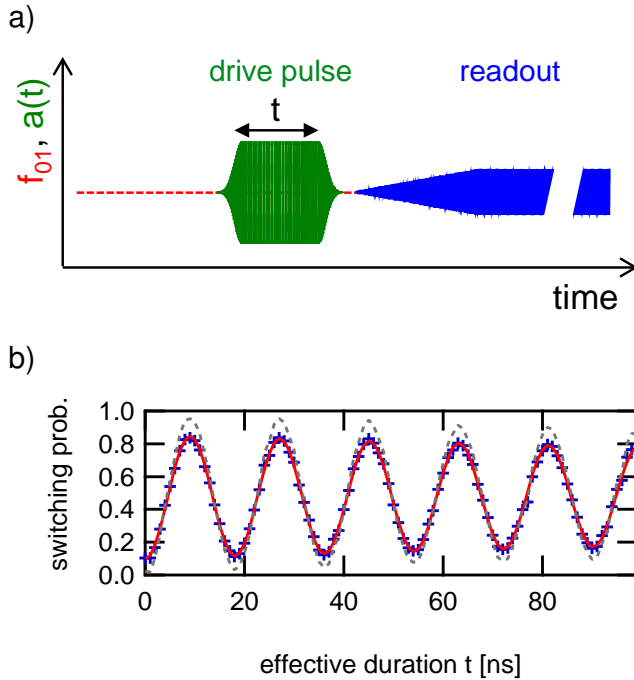 a)
drive pulse readout
t
f01, a(t)
time
b)
switching prob.
1.0
0.8
0.6
0.4
0.2
0.0
0 20 40 60 80
effective duration t [ns]